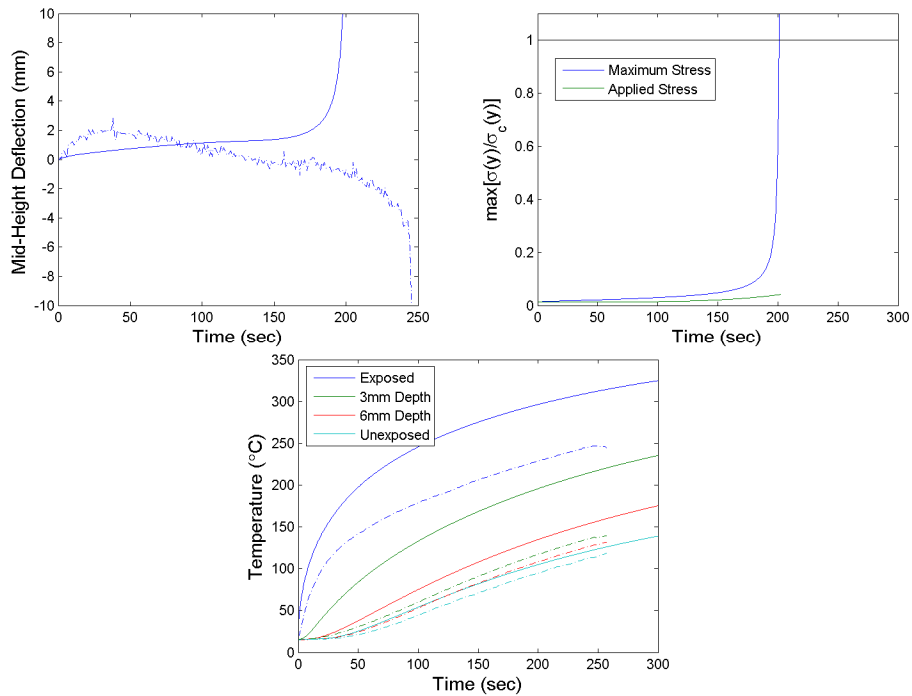 10
8
6
4
2
0
-2
-4
-6
-8
-10
0 50 100 150 200 250
Mid-Height Deflection (mm)
Time (sec)
1
0.8
0.6
0.4
0.2
0
0 50 100 150 200 250 300
max[σ(y)/σc(y)]
Time (sec)
Maximum Stress
Applied Stress
350
300
250
200
150
100
50
0
0 50 100 150 200 250 300
Temperature (°C)
Time (sec)
Exposed
3mm Depth
6mm Depth
Unexposed